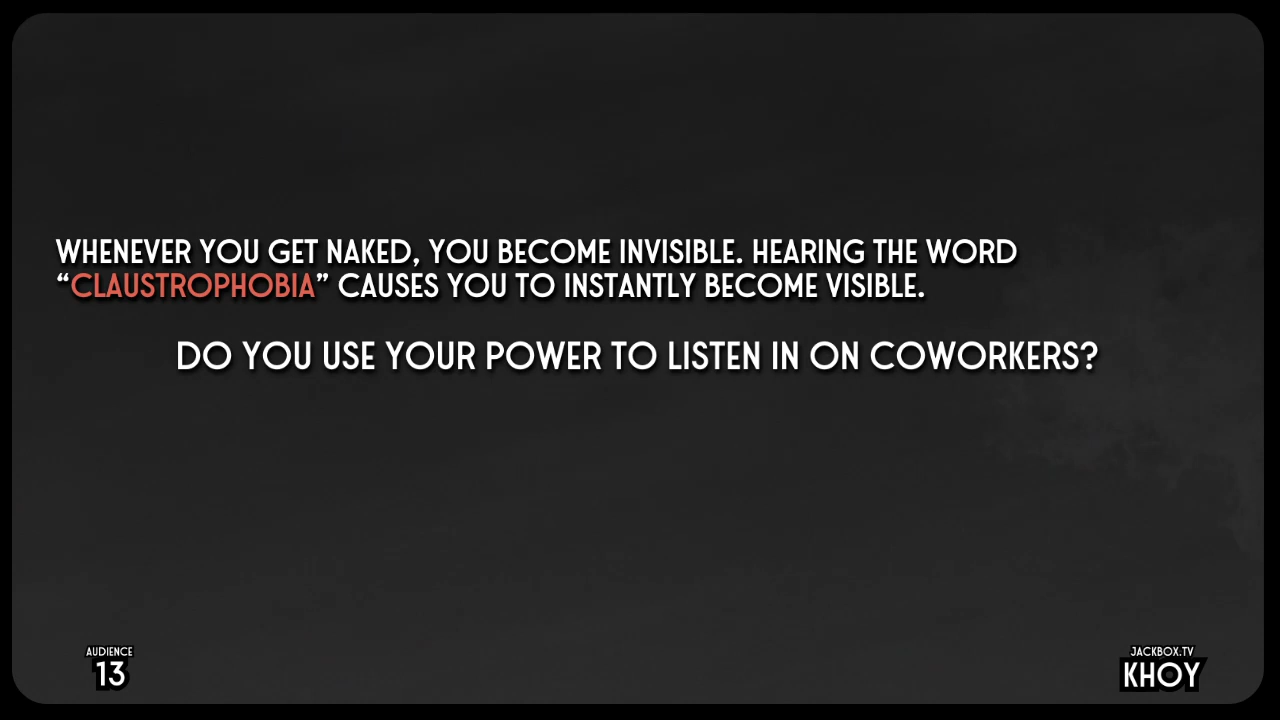 WHENEVER YOU GET NAKED, YOU BECOME INVISIBLE. HEARING THE WORD
“CLAUSTROPHOBIA” CAUSES YOU TO INSTANTLY BECOME VISIBLE.
DO YOU USE YOUR POWER TO LISTEN IN ON COWORKERS?
AUDIENCE
13
JACKBOX.TV
KHOY